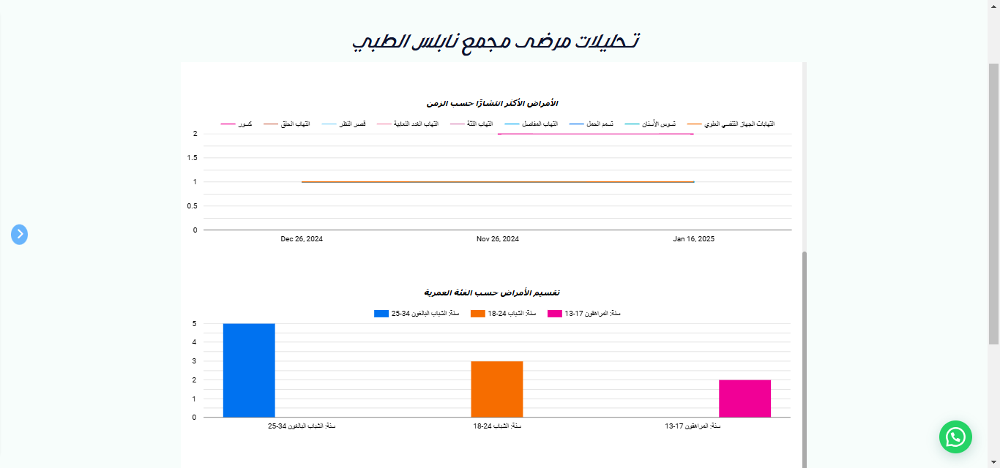 تحليلات مرضى مجمع نابلس الطبي
الأمراض الأكثر انتشارًا حسب الزمن
التهابات الجهاز التنفسي العلوي تسوس الأسنان تسمم الحمل التهاب المفاصل التهاب اللثة التهاب الغدد اللعابية قصر النظر التهاب الحلق كسور
2
1.5
1
0.5
0
Dec 26, 2024 Nov 26, 2024 Jan 16, 2025
تقسيم الأمراض حسب الفئة العمرية
25-34 سنة: الشباب البالغون 18-24 سنة: الشباب 13-17 سنة: المراهقون
5
4
3
2
1
0
25-34 سنة: الشباب البالغون 18-24 سنة: الشباب 13-17 سنة: المراهقون